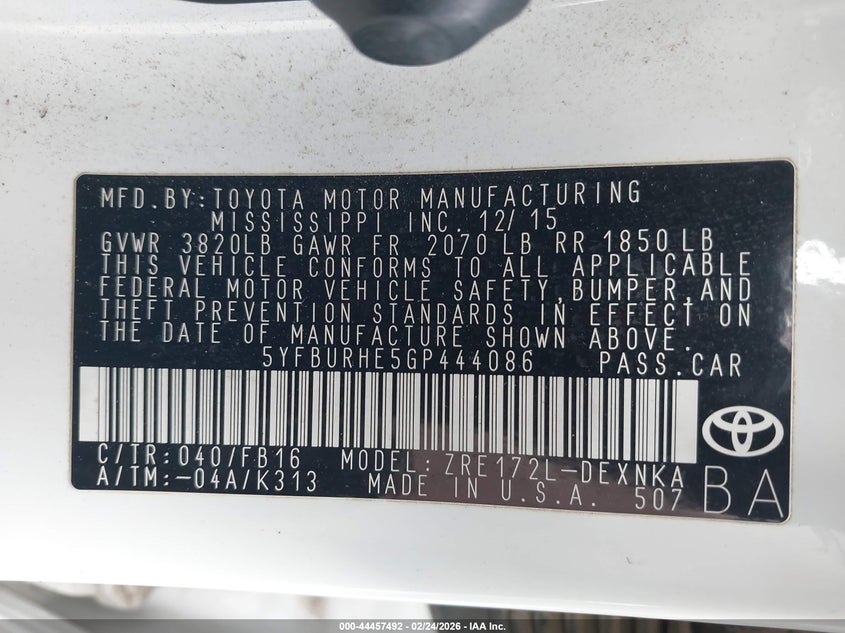 MFD. BY: TOYOTA MOTOR MANUFACTURING
MISSISSIPPI INC. 12/15
GVWR 3820LB GAWR FR 2070 LB RR 1850 LB
THIS VEHICLE CONFORMS TO ALL APPLICABLE
FEDERAL MOTOR VEHICLE SAFETY, BUMPER, AND
THEFT PREVENTION STANDARDS IN EFFECT ON
THE DATE OF MANUFACTURE SHOWN ABOVE.
5YFBURHE5GP444086 PASS. CAR
C/TR: 040/FB16 MODEL: ZRE172L-DEXNKA
A/TM: -04A/K313 MADE IN U.S.A. 507
BA
000-44457492 - 02/24/2026 - IAA Inc.